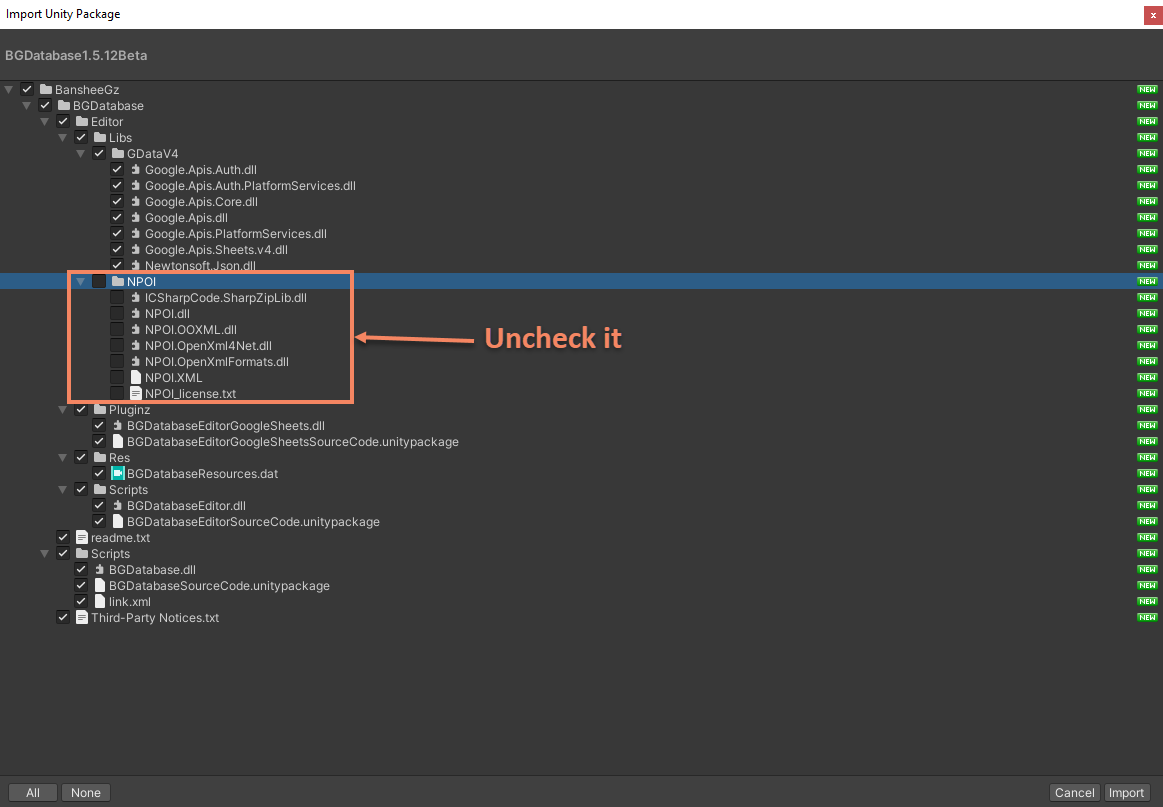 Import Unity Package
x
BGDatabase1.5.12Beta
BansheeGz NEW
BGDatabase NEW
Editor NEW
Libs NEW
GDataV4 NEW
Google.Apis.Auth.dll NEW
Google.Apis.Auth.PlatformServices.dll NEW
Google.Apis.Core.dll NEW
Google.Apis.dll NEW
Google.Apis.PlatformServices.dll NEW
Google.Apis.Sheets.v4.dll NEW
Newtonsoft.Json.dll NEW
NPOI NEW
ICSharpCode.SharpZipLib.dll NEW
NPOI.dll NEW
NPOI.OOXML.dll NEW
Uncheck it
NPOI.OpenXml4Net.dll NEW
NPOI.OpenXmlFormats.dll NEW
NPOI.XML NEW
NPOI_license.txt NEW
Pluginz NEW
BGDatabaseEditorGoogleSheets.dll NEW
BGDatabaseEditorGoogleSheetsSourceCode.unitypackage NEW
Res NEW
BGDatabaseResources.dat NEW
Scripts NEW
BGDatabaseEditor.dll NEW
BGDatabaseEditorSourceCode.unitypackage NEW
readme.txt NEW
Scripts NEW
BGDatabase.dll NEW
BGDatabaseSourceCode.unitypackage NEW
link.xml NEW
Third-Party Notices.txt NEW
All None Cancel Import